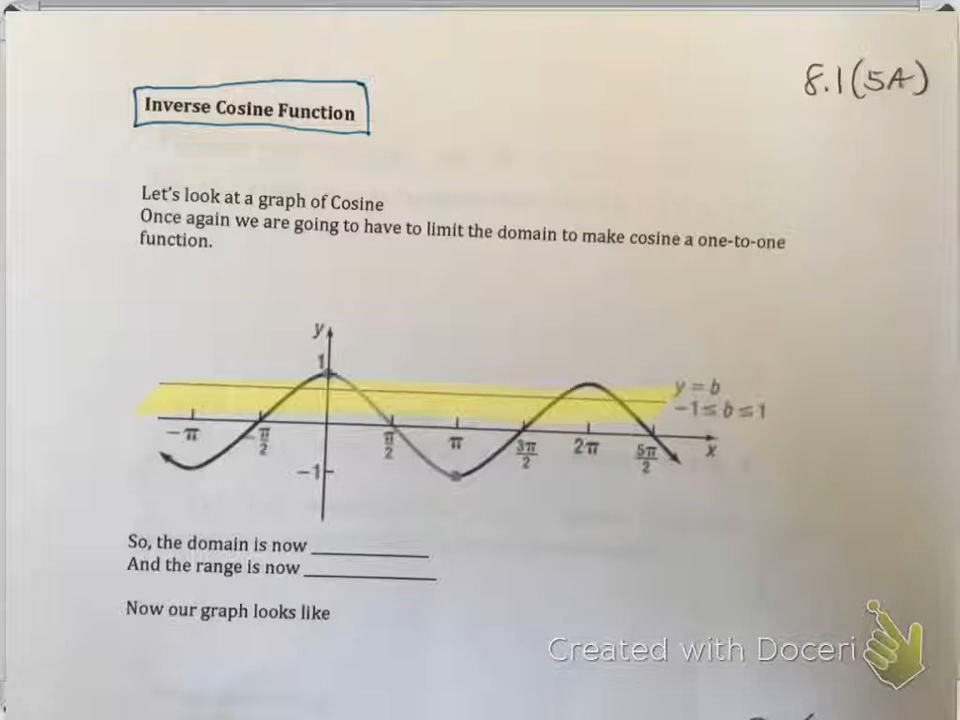 8.1(5A)
Inverse Cosine Function
Let's look at a graph of Cosine
Once again we are going to have to limit the domain to make cosine a one-to-one
function.
y
1
y = b
-1 ≤ b ≤ 1
-π
-π/2
π/2
π
3π/2
2π
5π/2
x
-1
So, the domain is now ___________
And the range is now ____________
Now our graph looks like
Created with Doceri